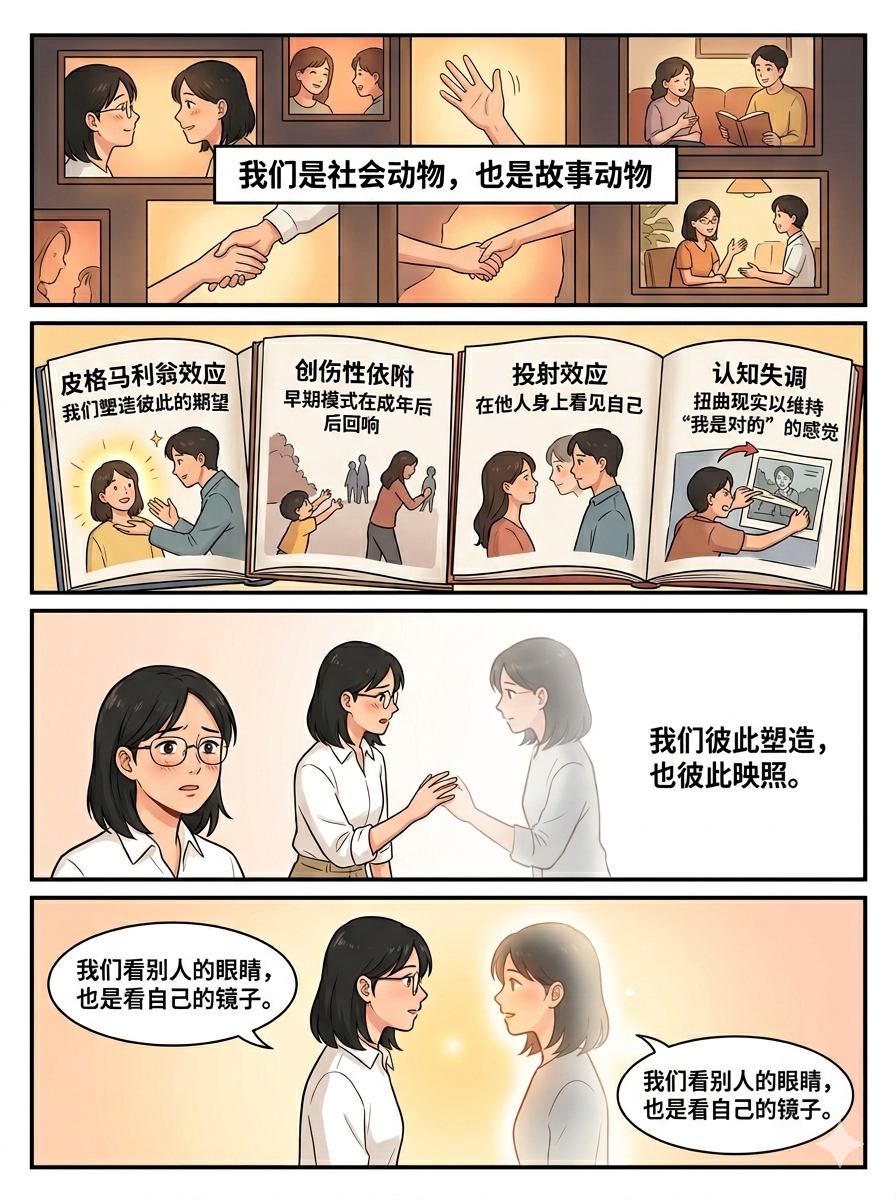 我们是社会动物，也是故事动物
皮格马利翁效应
我们塑造彼此的期望
创伤性依附
早期模式在成年后
后回响
投射效应
在他人身上看见自己
认知失调
扭曲现实以维持
“我是对的”的感觉
我们彼此塑造，
也彼此映照。
我们看别人的眼睛，
也是看自己的镜子。
我们看别人的眼睛，
也是看自己的镜子。